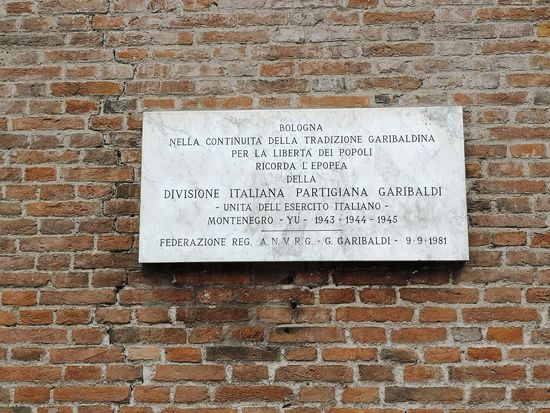 BOLOGNA
NELLA CONTINUITÀ DELLA TRADIZIONE GARIBALDINA
PER LA LIBERTÀ DEI POPOLI
RICORDA L'EPOPEA
DELLA
DIVISIONE ITALIANA PARTIGIANA GARIBALDI
- UNITÀ DELL'ESERCITO ITALIANO -
MONTENEGRO - YU - 1943 - 1944 - 1945
FEDERAZIONE REG. A.N.V.R.G. - G. GARIBALDI - 9-9-1981